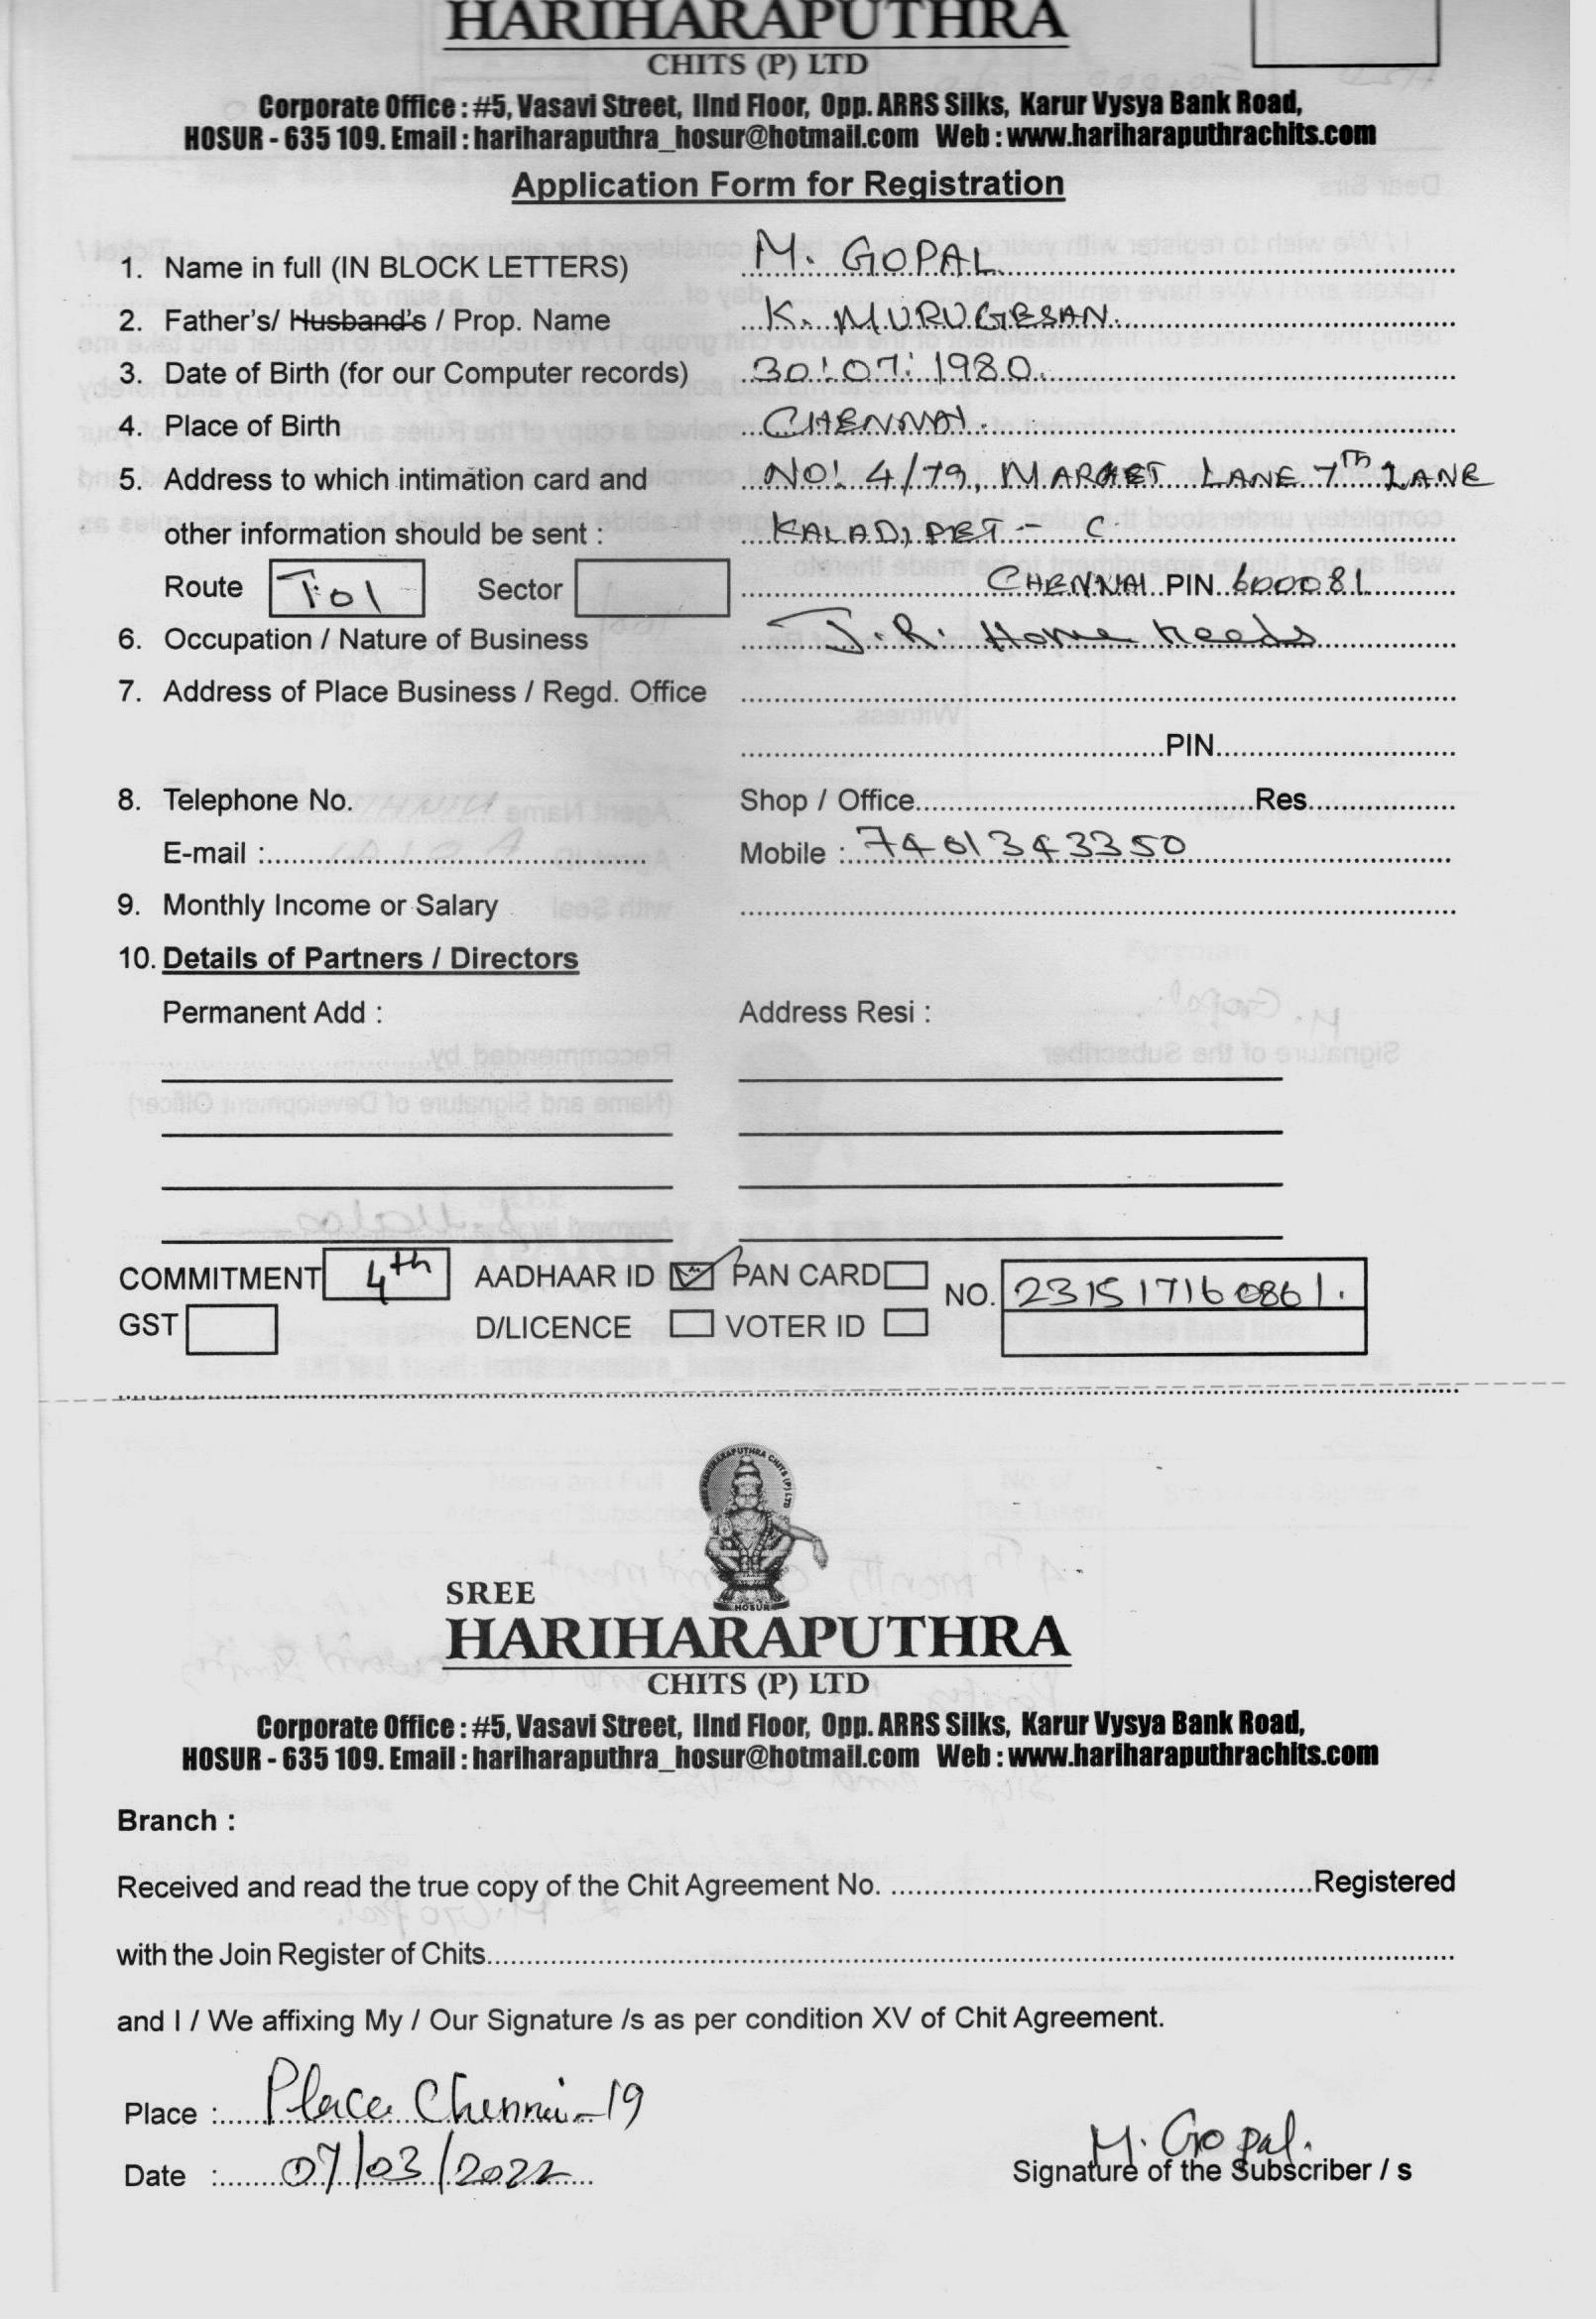 HARIHARAPUTHRA
CHITS (P) LTD
Corporate Office : #5, Vasavi Street, IInd Floor, Opp. ARRS Silks, Karur Vysya Bank Road,
HOSUR - 635 109. Email : hariharaputhra_hosur@hotmail.com Web : www.hariharaputhrachits.com
Application Form for Registration
1. Name in full (IN BLOCK LETTERS) M. GOPAL
2. Father's/ Husband's / Prop. Name K. MURUGESAN.
3. Date of Birth (for our Computer records) 30:07:1980.
4. Place of Birth CHENNAI.
5. Address to which intimation card and NO: 4/79, MARKET LANE 7th LANE
other information should be sent : KALADIPET - C
Route Tol Sector CHENNAI PIN 600081
6. Occupation / Nature of Business J.R. Home needs
7. Address of Place Business / Regd. Office
PIN
8. Telephone No. Shop / Office Res
E-mail : Mobile : 7401343350
9. Monthly Income or Salary
10. Details of Partners / Directors
Permanent Add : Address Resi :
COMMITMENT 4th AADHAAR ID PAN CARD NO. 231517160861.
GST D/LICENCE VOTER ID
SREE
HARIHARAPUTHRA
CHITS (P) LTD
Corporate Office : #5, Vasavi Street, IInd Floor, Opp. ARRS Silks, Karur Vysya Bank Road,
HOSUR - 635 109. Email : hariharaputhra_hosur@hotmail.com Web : www.hariharaputhrachits.com
Branch :
Received and read the true copy of the Chit Agreement No. Registered
with the Join Register of Chits
and I / We affixing My / Our Signature /s as per condition XV of Chit Agreement.
Place : Place Chennai-19
Date : 07/03/2022
M. Gopal.
Signature of the Subscriber / s